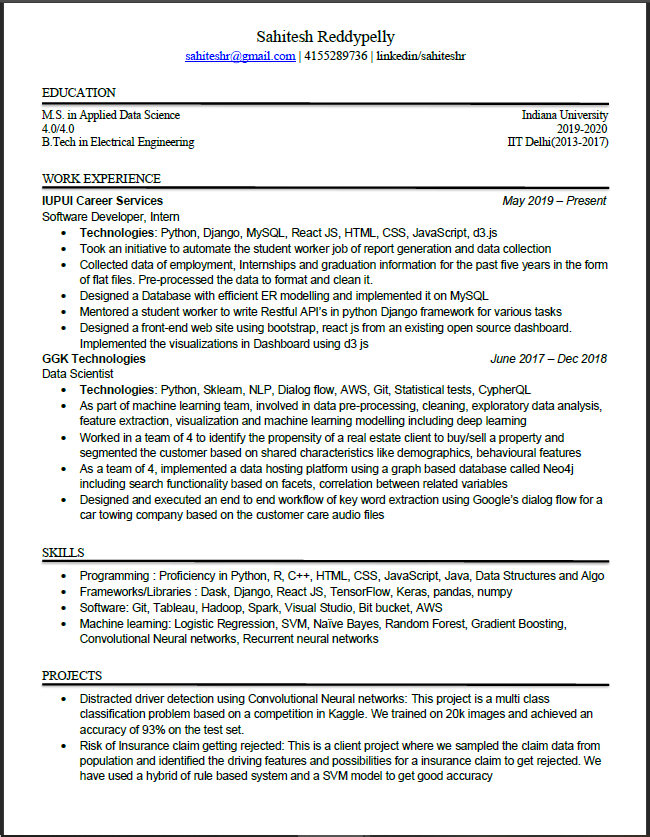 Sahitesh Reddypelly
sahiteshr@gmail.com | 4155289736 | linkedin/sahiteshr
EDUCATION
M.S. in Applied Data Science Indiana University
4.0/4.0 2019-2020
B.Tech in Electrical Engineering IIT Delhi(2013-2017)
WORK EXPERIENCE
IUPUI Career Services May 2019 – Present
Software Developer, Intern
• Technologies: Python, Django, MySQL, React JS, HTML, CSS, JavaScript, d3.js
• Took an initiative to automate the student worker job of report generation and data collection
• Collected data of employment, Internships and graduation information for the past five years in the form
of flat files. Pre-processed the data to format and clean it.
• Designed a Database with efficient ER modelling and implemented it on MySQL
• Mentored a student worker to write Restful API's in python Django framework for various tasks
• Designed a front-end web site using bootstrap, react js from an existing open source dashboard.
Implemented the visualizations in Dashboard using d3 js
GGK Technologies June 2017 – Dec 2018
Data Scientist
• Technologies: Python, Sklearn, NLP, Dialog flow, AWS, Git, Statistical tests, CypherQL
• As part of machine learning team, involved in data pre-processing, cleaning, exploratory data analysis,
feature extraction, visualization and machine learning modelling including deep learning
• Worked in a team of 4 to identify the propensity of a real estate client to buy/sell a property and
segmented the customer based on shared characteristics like demographics, behavioural features
• As a team of 4, implemented a data hosting platform using a graph based database called Neo4j
including search functionality based on facets, correlation between related variables
• Designed and executed an end to end workflow of key word extraction using Google's dialog flow for a
car towing company based on the customer care audio files
SKILLS
• Programming : Proficiency in Python, R, C++, HTML, CSS, JavaScript, Java, Data Structures and Algo
• Frameworks/Libraries : Dask, Django, React JS, TensorFlow, Keras, pandas, numpy
• Software: Git, Tableau, Hadoop, Spark, Visual Studio, Bit bucket, AWS
• Machine learning: Logistic Regression, SVM, Naïve Bayes, Random Forest, Gradient Boosting,
Convolutional Neural networks, Recurrent neural networks
PROJECTS
• Distracted driver detection using Convolutional Neural networks: This project is a multi class
classification problem based on a competition in Kaggle. We trained on 20k images and achieved an
accuracy of 93% on the test set.
• Risk of Insurance claim getting rejected: This is a client project where we sampled the claim data from
population and identified the driving features and possibilities for a insurance claim to get rejected. We
have used a hybrid of rule based system and a SVM model to get good accuracy